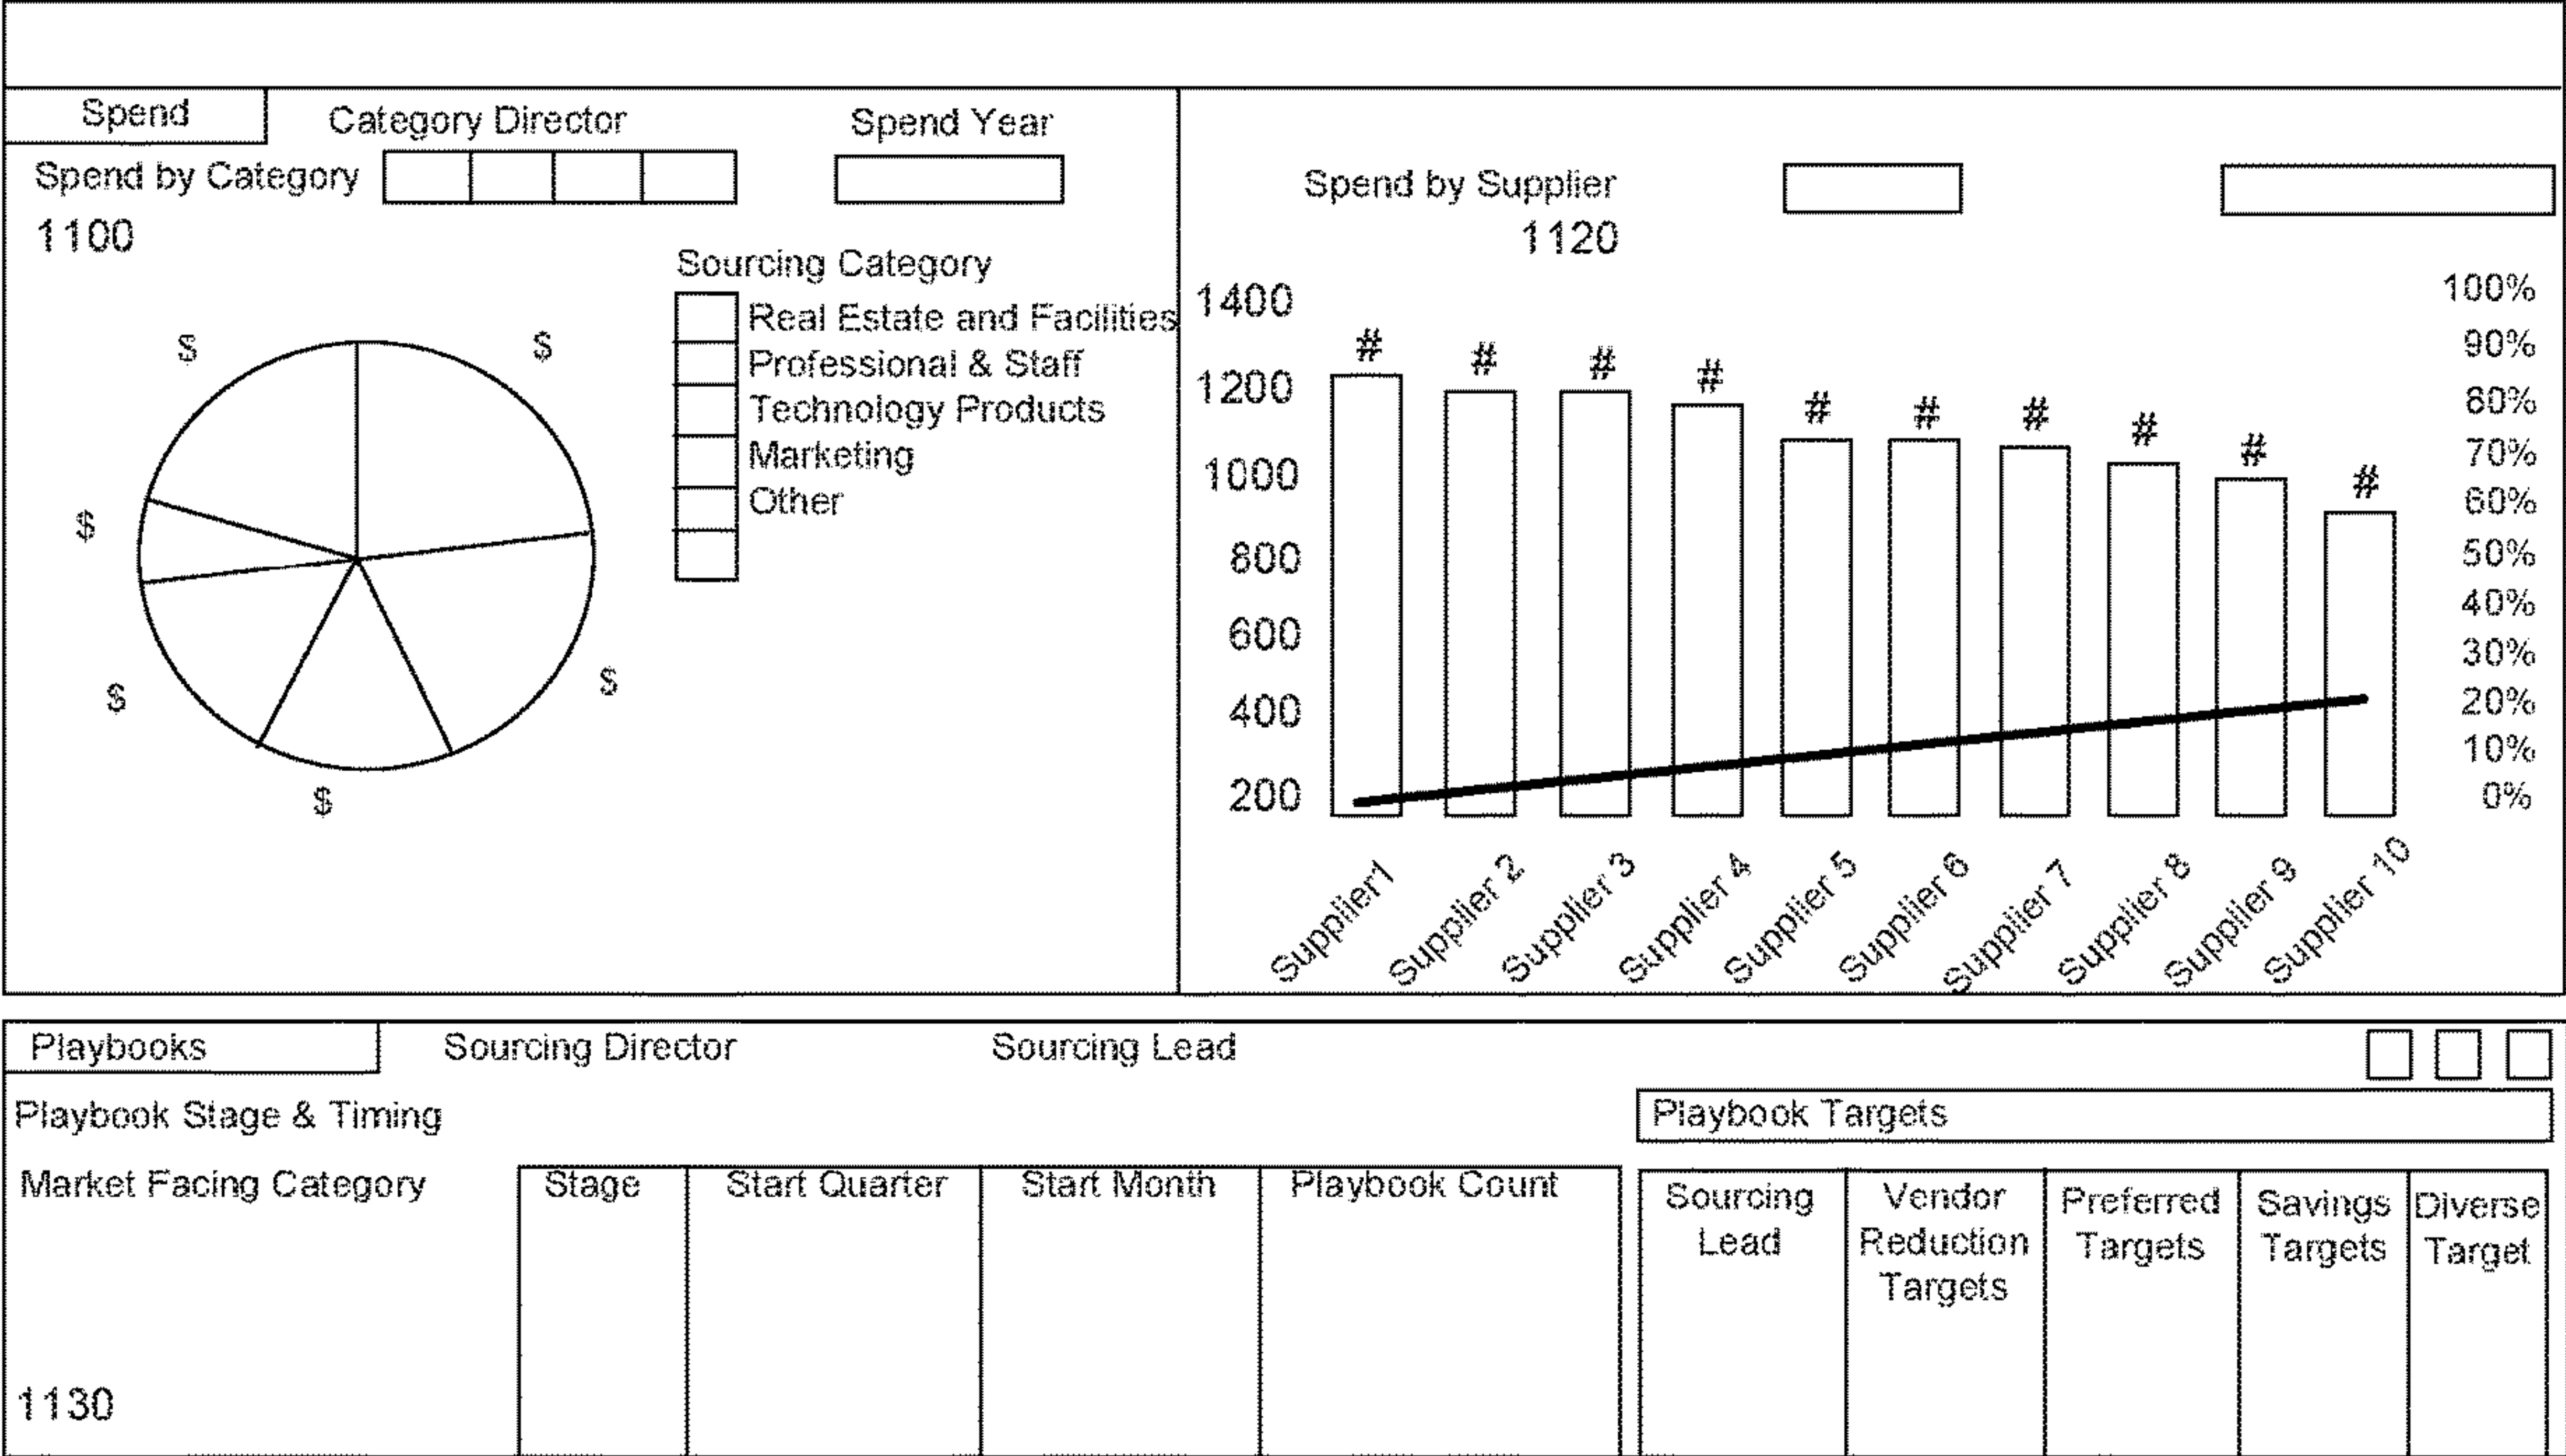 Spend
Category Director
Spend Year
Spend by Category
1100
Sourcing Category
Real Estate and Facilities
Professional & Staff
Technology Products
Marketing
Other
$
$
$
$
$
$
Spend by Supplier
1120
1400
1200
1000
800
600
400
200
# # # # # # # # # #
100%
90%
80%
70%
60%
50%
40%
30%
20%
10%
0%
Supplier1
Supplier 2
Supplier 3
Supplier 4
Supplier 5
Supplier 6
Supplier 7
Supplier 8
Supplier 9
Supplier 10
Playbooks
Sourcing Director
Sourcing Lead
Playbook Stage & Timing
Market Facing Category
Stage
Start Quarter
Start Month
Playbook Count
1130
Playbook Targets
Sourcing
Lead
Vendor
Reduction
Targets
Preferred
Targets
Savings
Targets
Diverse
Target